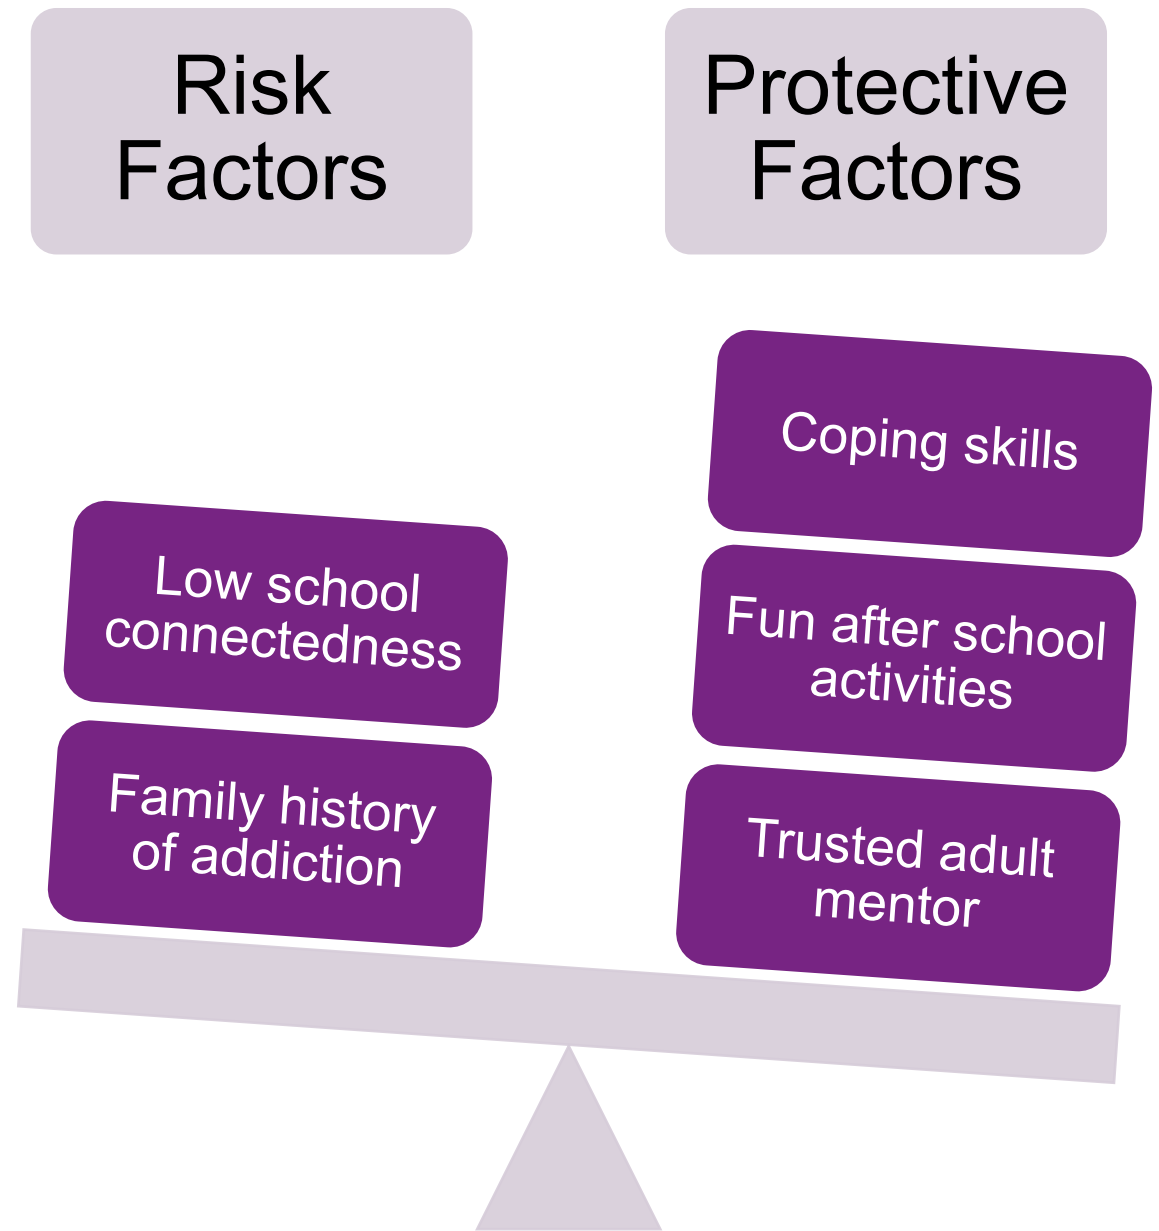 Risk
Factors
Protective
Factors
Low school
connectedness
Family history
of addiction
Coping skills
Fun after school
activities
Trusted adult
mentor